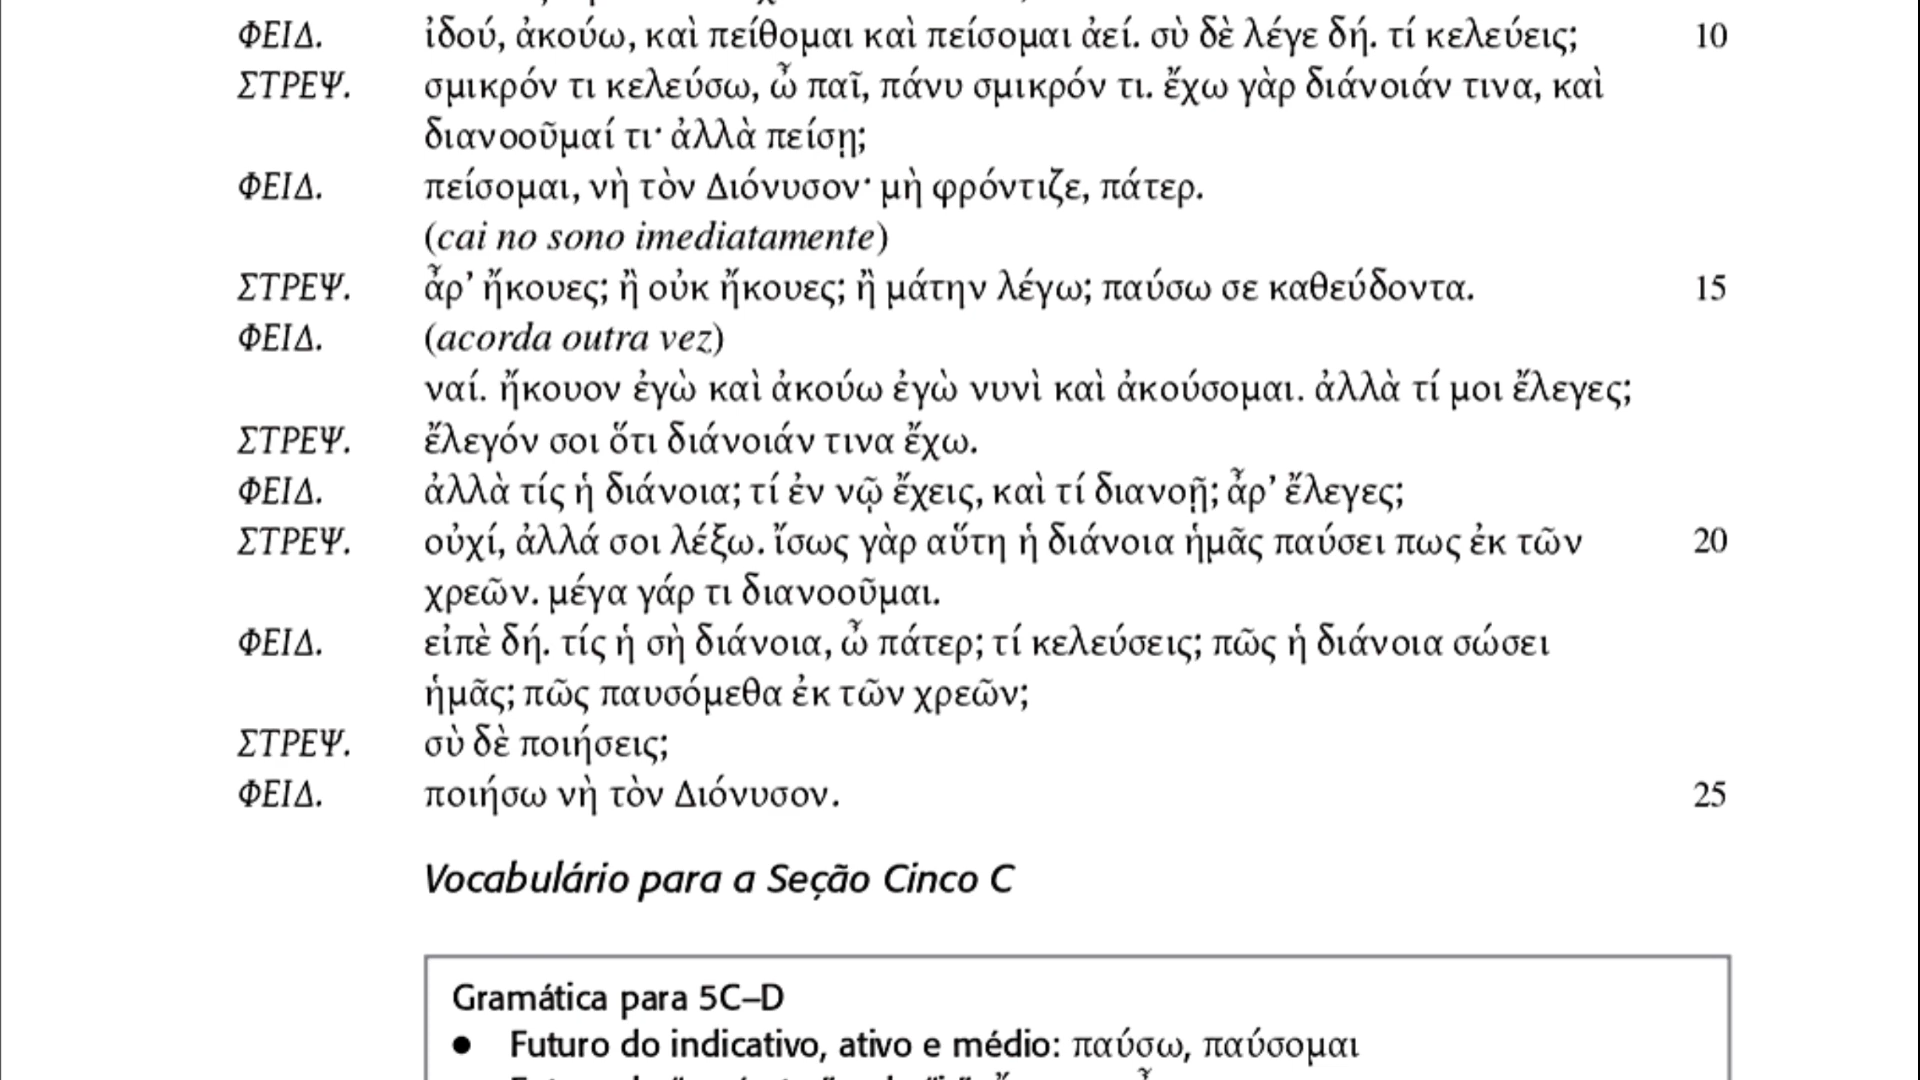 ΦΕΙΔ. ἰδού, ἀκούω, καὶ πείθομαι καὶ πείσομαι ἀεί. σὺ δὲ λέγε δή. τί κελεύεις; 10
ΣΤΡΕΨ. σμικρόν τι κελεύσω, ὦ παῖ, πάνυ σμικρόν τι. ἔχω γὰρ διάνοιάν τινα, καὶ
διανοοῦμαί τι· ἀλλὰ πείσῃ;
ΦΕΙΔ. πείσομαι, νὴ τὸν Διόνυσον· μὴ φρόντιζε, πάτερ.
(cai no sono imediatamente)
ΣΤΡΕΨ. ἆρ’ ἤκουες; ἢ οὐκ ἤκουες; ἢ μάτην λέγω; παύσω σε καθεύδοντα. 15
ΦΕΙΔ. (acorda outra vez)
ναί. ἤκουον ἐγὼ καὶ ἀκούω ἐγὼ νυνὶ καὶ ἀκούσομαι. ἀλλὰ τί μοι ἔλεγες;
ΣΤΡΕΨ. ἔλεγόν σοι ὅτι διάνοιάν τινα ἔχω.
ΦΕΙΔ. ἀλλὰ τίς ἡ διάνοια; τί ἐν νῷ ἔχεις, καὶ τί διανοῇ; ἆρ’ ἔλεγες;
ΣΤΡΕΨ. οὐχί, ἀλλά σοι λέξω. ἴσως γὰρ αὕτη ἡ διάνοια ἡμᾶς παύσει πως ἐκ τῶν 20
χρεῶν. μέγα γάρ τι διανοοῦμαι.
ΦΕΙΔ. εἰπὲ δή. τίς ἡ σὴ διάνοια, ὦ πάτερ; τί κελεύσεις; πῶς ἡ διάνοια σώσει
ἡμᾶς; πῶς παυσόμεθα ἐκ τῶν χρεῶν;
ΣΤΡΕΨ. σὺ δὲ ποιήσεις;
ΦΕΙΔ. ποιήσω νὴ τὸν Διόνυσον. 25
Vocabulário para a Seção Cinco C
Gramática para 5C–D
● Futuro do indicativo, ativo e médio: παύσω, παύσομαι